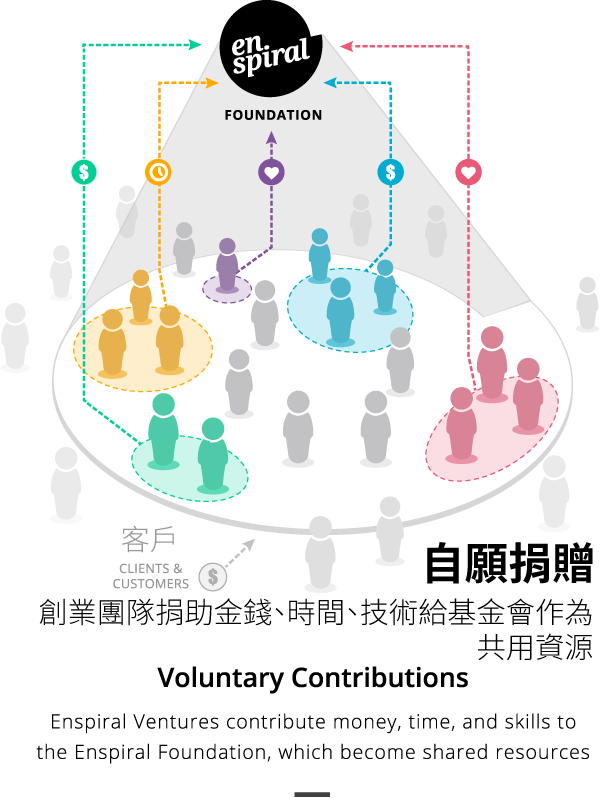 en.
spiral
FOUNDATION
$
$
客戶
CLIENTS &
CUSTOMERS
$
自願捐贈
創業團隊捐助金錢、時間、技術給基金會作為
共用資源
Voluntary Contributions
Enspiral Ventures contribute money, time, and skills to
the Enspiral Foundation, which become shared resources